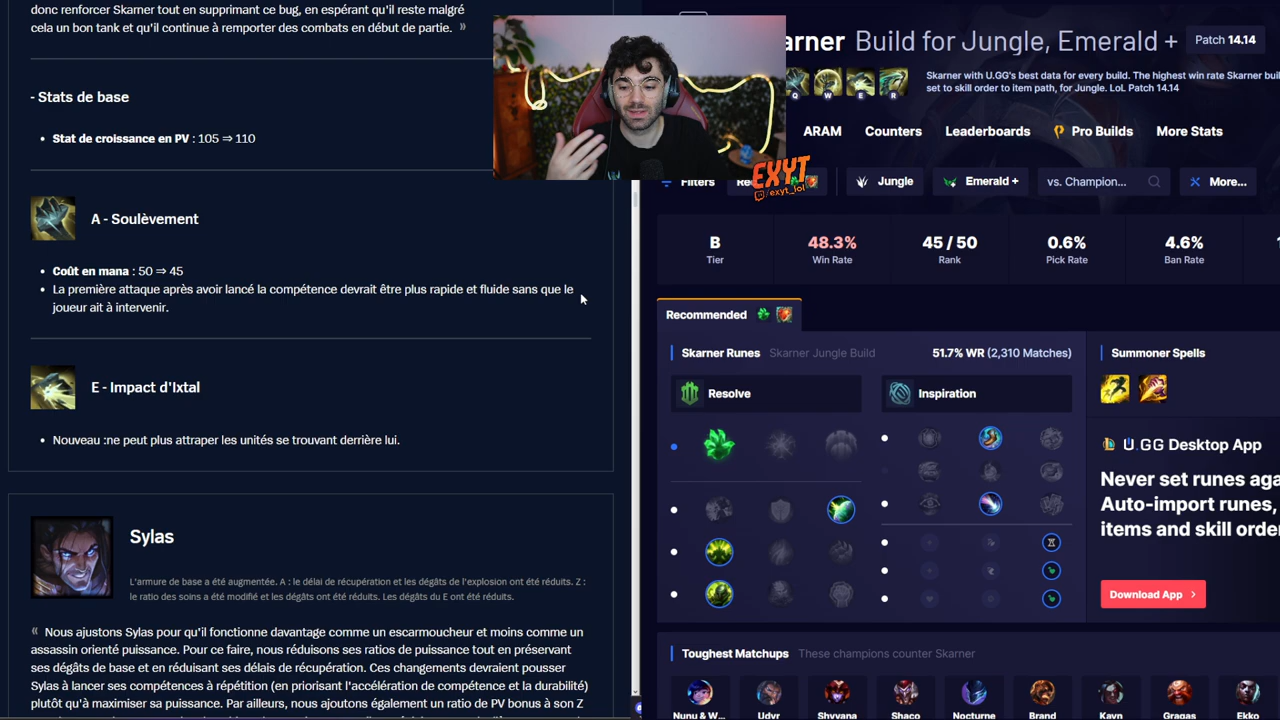 donc renforcer Skarner tout en supprimant ce bug, en espérant qu'il reste malgré
cela un bon tank et qu'il continue à remporter des combats en début de partie. »
- Stats de base
• Stat de croissance en PV : 105 ⇒ 110
A - Soulèvement
• Coût en mana : 50 ⇒ 45
• La première attaque après avoir lancé la compétence devrait être plus rapide et fluide sans que le
joueur ait à intervenir.
E - Impact d'Ixtal
• Nouveau :ne peut plus attraper les unités se trouvant derrière lui.
Sylas
L'armure de base a été augmentée. A : le délai de récupération et les dégâts de l'explosion ont été réduits. Z :
le ratio des soins a été modifié et les dégâts ont été réduits. Les dégâts du E ont été réduits.
« Nous ajustons Sylas pour qu'il fonctionne davantage comme un escarmoucheur et moins comme un
assassin orienté puissance. Pour ce faire, nous réduisons ses ratios de puissance tout en préservant
ses dégâts de base et en réduisant ses délais de récupération. Ces changements devraient pousser
Sylas à lancer ses compétences à répétition (en priorisant l'accélération de compétence et la durabilité)
plutôt qu'à maximiser sa puissance. Par ailleurs, nous ajoutons également un ratio de PV bonus à son Z
EXYT
/exyt_lol
arner Build for Jungle, Emerald +
Patch 14.14
Q W E R
Skarner with U.GG's best data for every build. The highest win rate Skarner buil
set to skill order to item path, for Jungle. LoL Patch 14.14
ARAM Counters Leaderboards Pro Builds More Stats
Filters Re Jungle Emerald + vs. Champion... More...
B 48.3% 45 / 50 0.6% 4.6%
Tier Win Rate Rank Pick Rate Ban Rate
Recommended
Skarner Runes Skarner Jungle Build 51.7% WR (2,310 Matches)
Resolve
Inspiration
Summoner Spells
U.GG Desktop App
Never set runes aga
Auto-import runes,
items and skill order
Download App >
Toughest Matchups These champions counter Skarner
Nunu & W... Udyr Shyvana Shaco Nocturne Brand Kayn Gragas Ekko